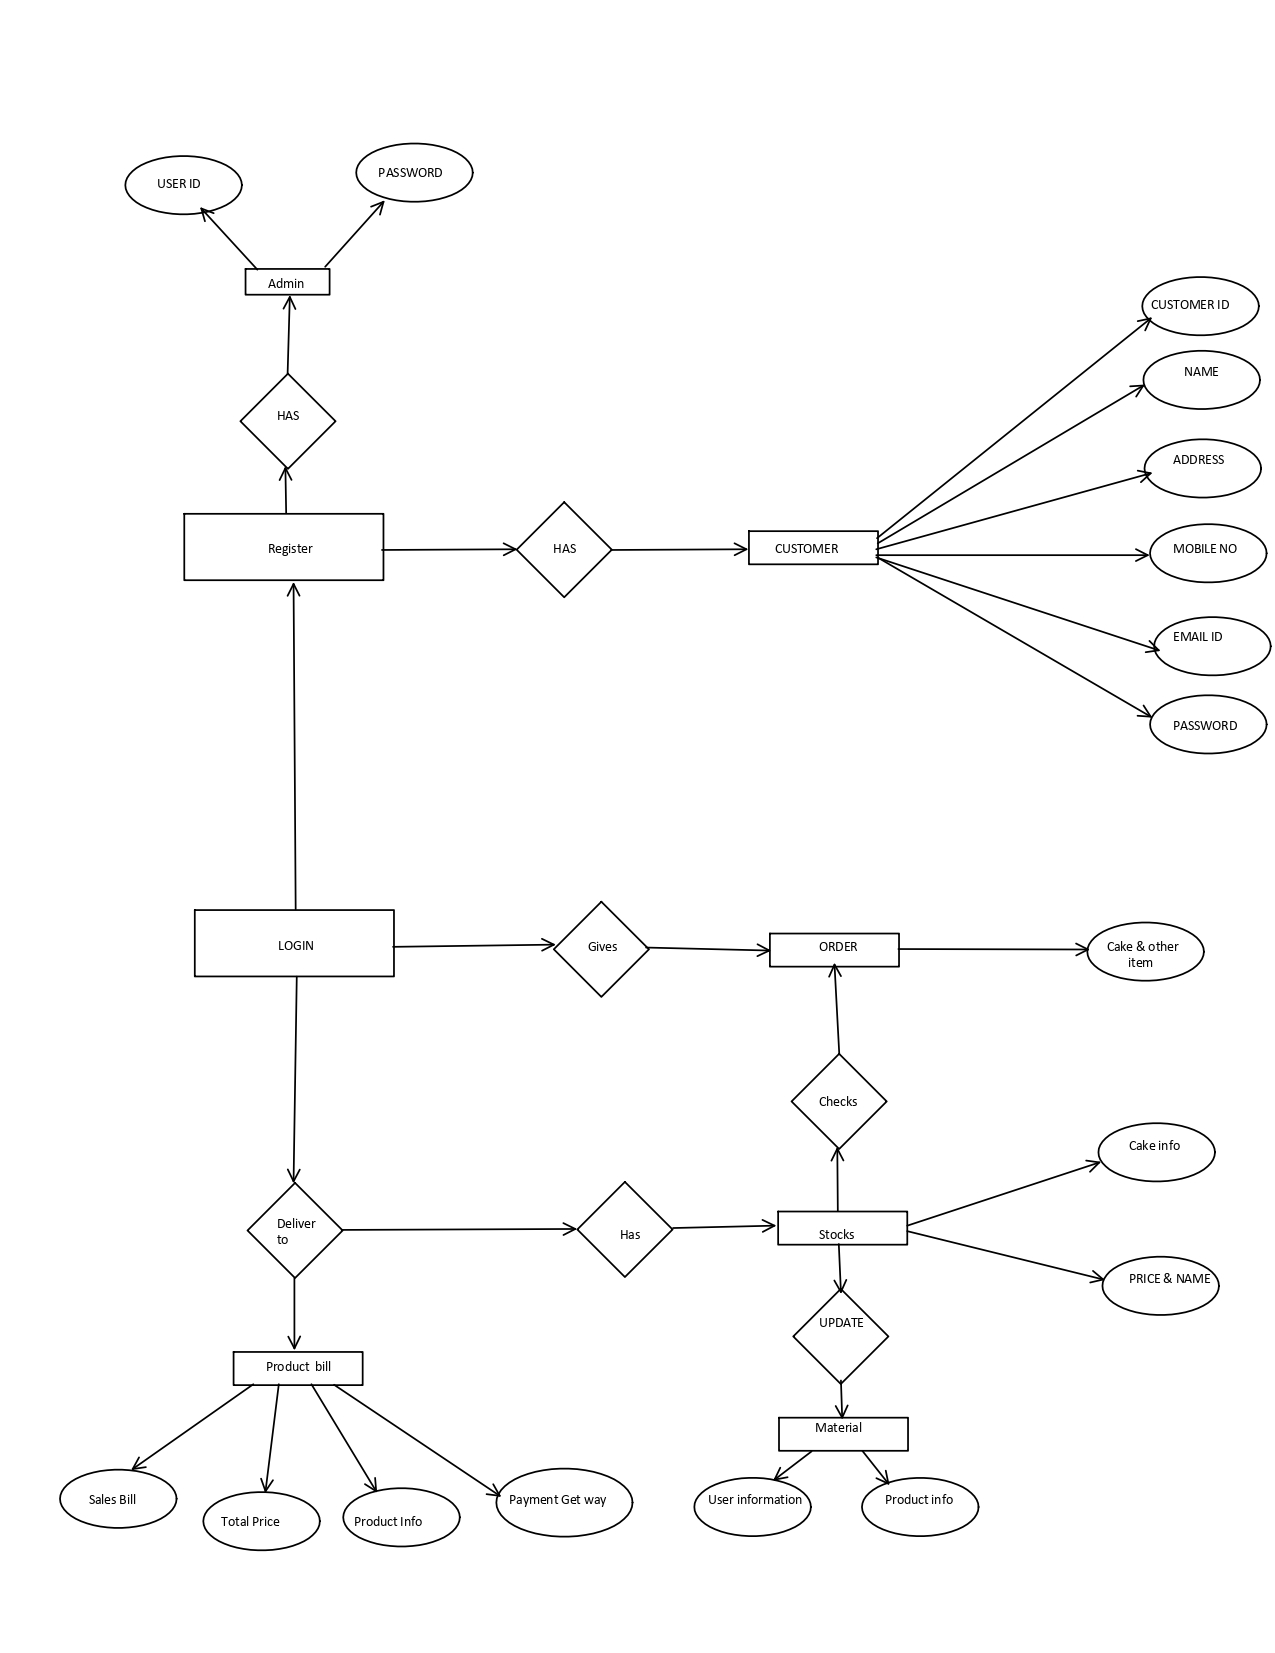 PASSWORD
USER ID
Admin
CUSTOMER ID
NAME
HAS
ADDRESS
Register
HAS
CUSTOMER
MOBILE NO
EMAIL ID
PASSWORD
LOGIN
Gives
ORDER
Cake & other
item
Checks
Cake info
Deliver
to
Has
Stocks
PRICE & NAME
UPDATE
Product bill
Material
Sales Bill
Total Price
Product Info
Payment Get way
User information
Product info